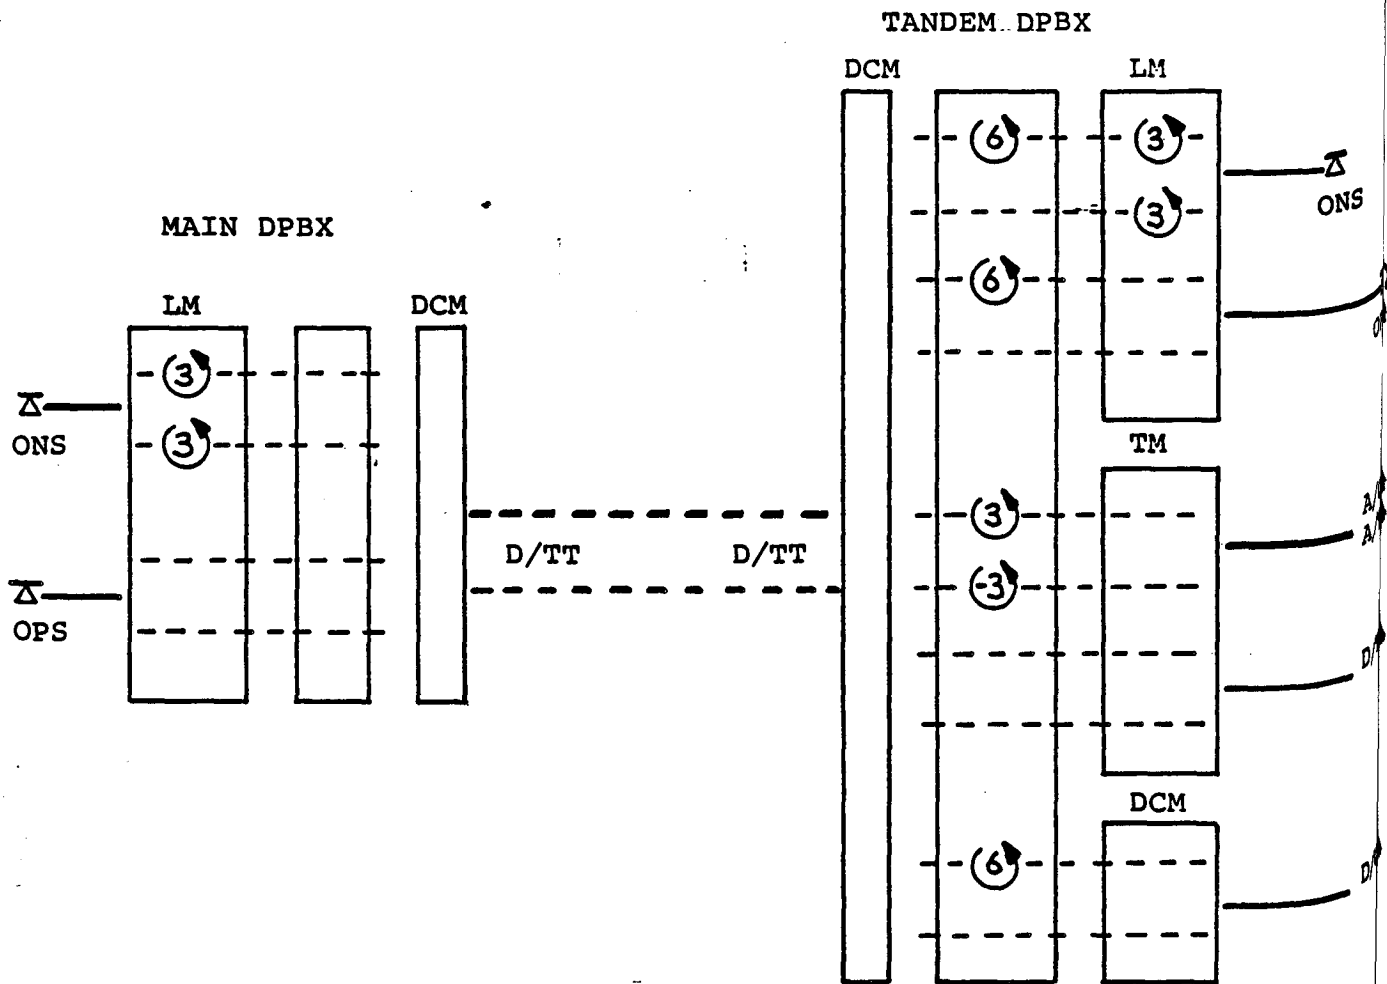 TANDEM DPBX
DCM
LM
6
3
ONS
3
6
MAIN DPBX
LM
DCM
3
ONS
3
TM
3
D/TT
D/TT
-3
OPS
DCM
6